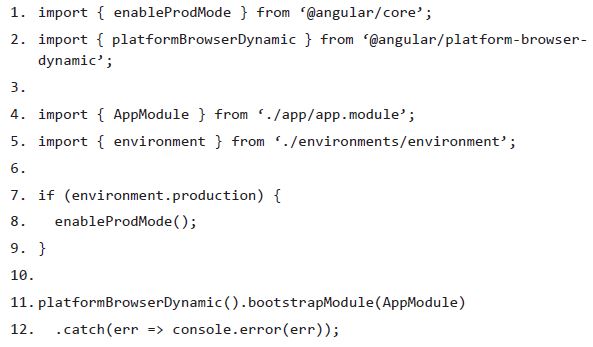 1. import { enableProdMode } from ‘@angular/core’;
2. import { platformBrowserDynamic } from ‘@angular/platform-browser-
dynamic’;
3.
4. import { AppModule } from ‘./app/app.module’;
5. import { environment } from ‘./environments/environment’;
6.
7. if (environment.production) {
8.   enableProdMode();
9. }
10.
11. platformBrowserDynamic().bootstrapModule(AppModule)
12.   .catch(err => console.error(err));